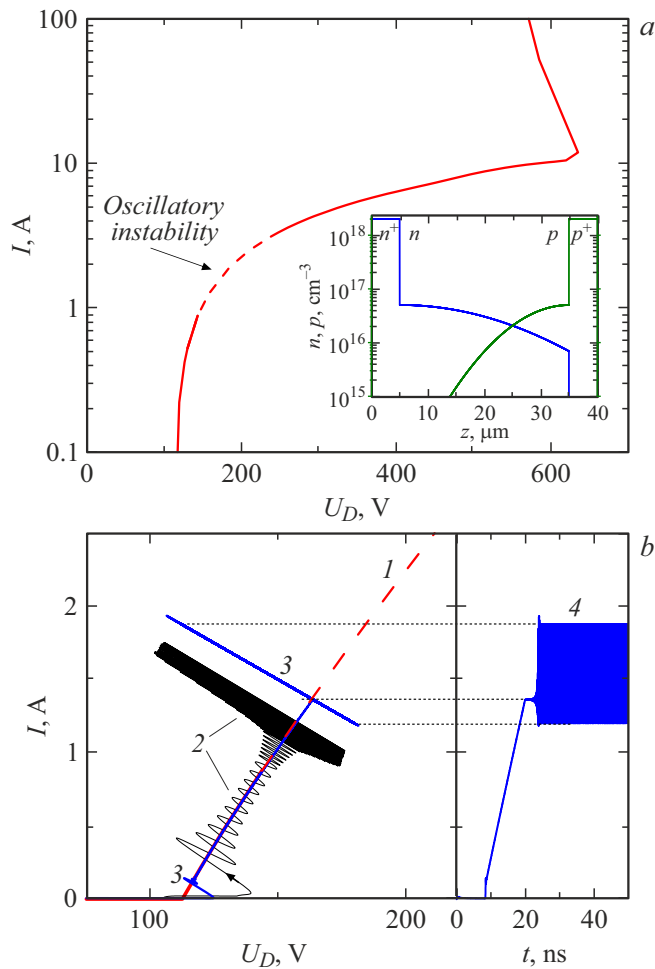 a
100
10
1
0.1
I, A
Oscillatory
instability
0 200 400 600
U_D, V
n⁺ n p p⁺
10¹⁸
10¹⁷
10¹⁶
10¹⁵
n, p, cm⁻³
0 10 20 30 40
z, μm
b
2
1
0
I, A
1
3
2
3
4
100 200
U_D, V
0 20 40
t, ns